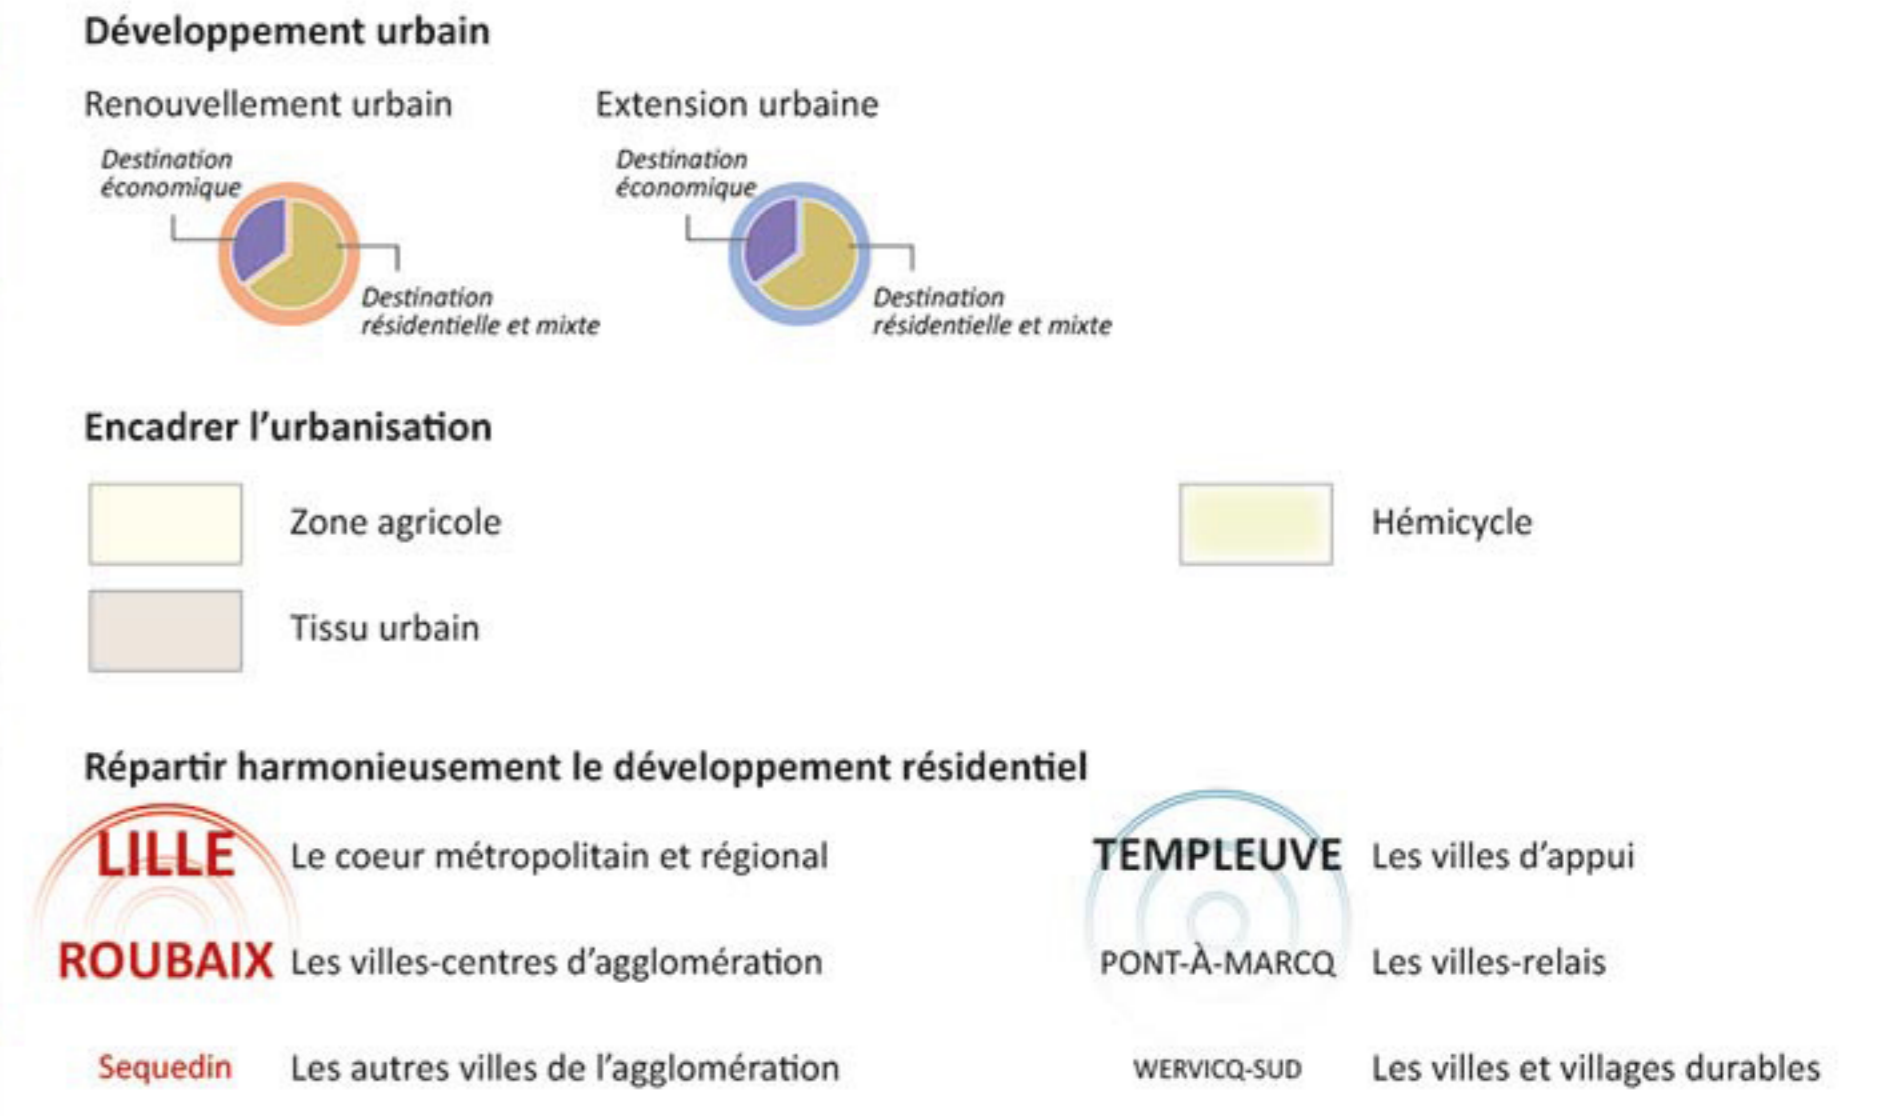 Développement urbain
Renouvellement urbain
Extension urbaine
Destination
économique
Destination
résidentielle et mixte
Destination
économique
Destination
résidentielle et mixte
Encadrer l’urbanisation
Zone agricole
Hémicycle
Tissu urbain
Répartir harmonieusement le développement résidentiel
LILLE Le coeur métropolitain et régional
TEMPLEUVE Les villes d’appui
ROUBAIX Les villes-centres d’agglomération
PONT-À-MARCQ Les villes-relais
Sequedin Les autres villes de l’agglomération
WERVICQ-SUD Les villes et villages durables